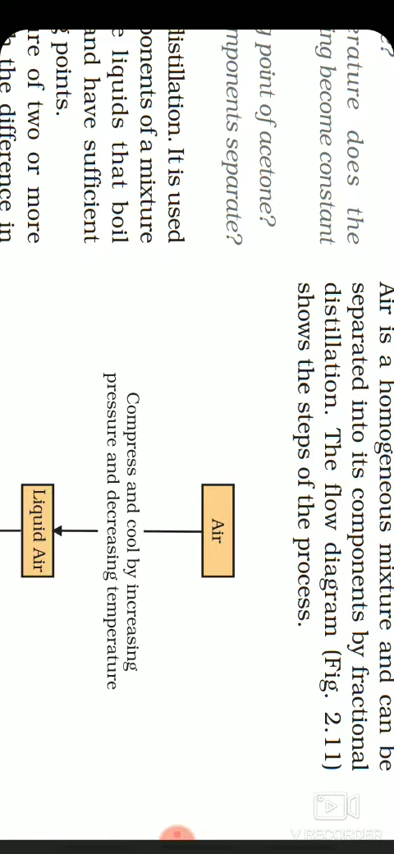 erature does the
ing become constant
g point of acetone?
mponents separate?
distillation. It is used
ponents of a mixture
e liquids that boil
and have sufficient
g points.
re of two or more
the difference in
Air is a homogeneous mixture and can be
separated into its components by fractional
distillation. The flow diagram (Fig. 2.11)
shows the steps of the process.
Air
Compress and cool by increasing
pressure and decreasing temperature
Liquid Air
V RECORDER